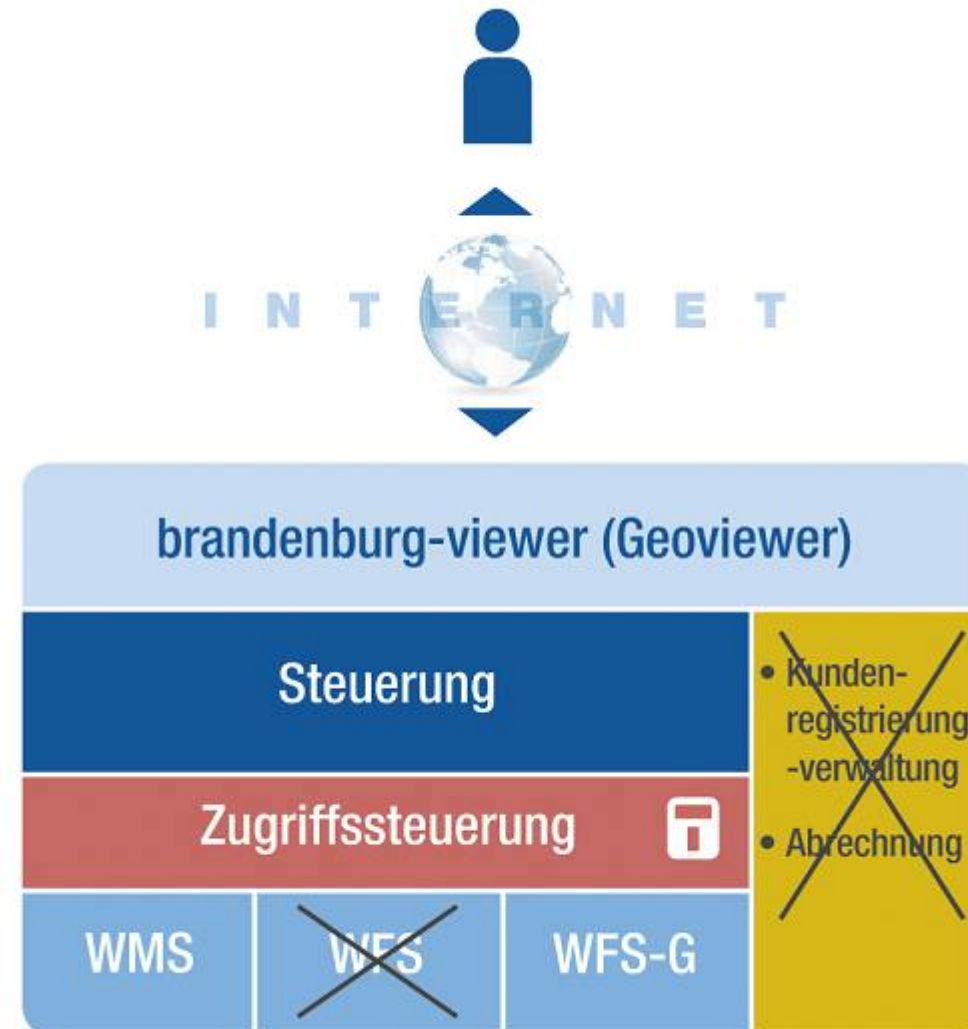 INTERNET
brandenburg-viewer (Geoviewer)
Steuerung
• Kunden-
registrierung
-verwaltung
• Abrechnung
Zugriffssteuerung
WMS
WFS
WFS-G